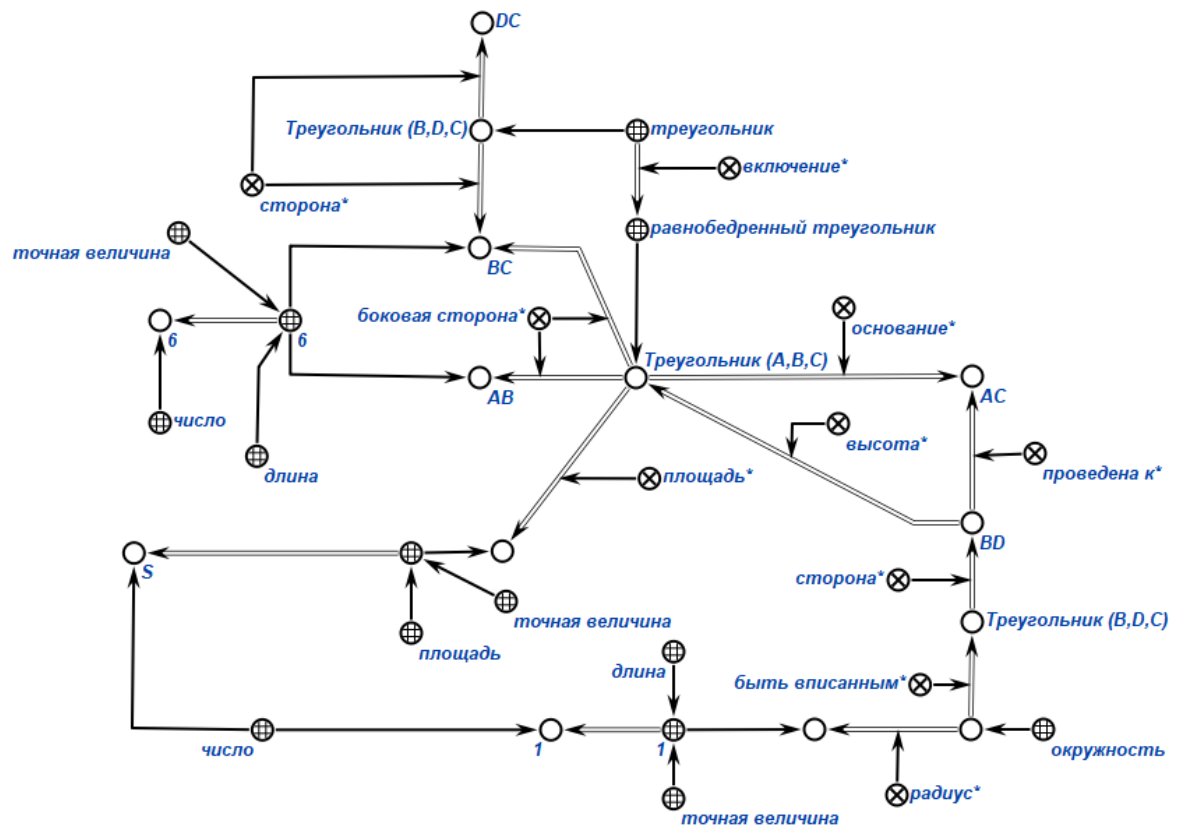 DC
Треугольник (B,D,C)
треугольник
включение*
сторона*
равнобедренный треугольник
точная величина
BC
боковая сторона*
основание*
6
6
Треугольник (A,B,C)
AB
AC
число
высота*
длина
площадь*
проведена к*
BD
S
сторона*
точная величина
Треугольник (B,D,C)
площадь
длина
быть вписанным*
число
1
1
окружность
радиус*
точная величина